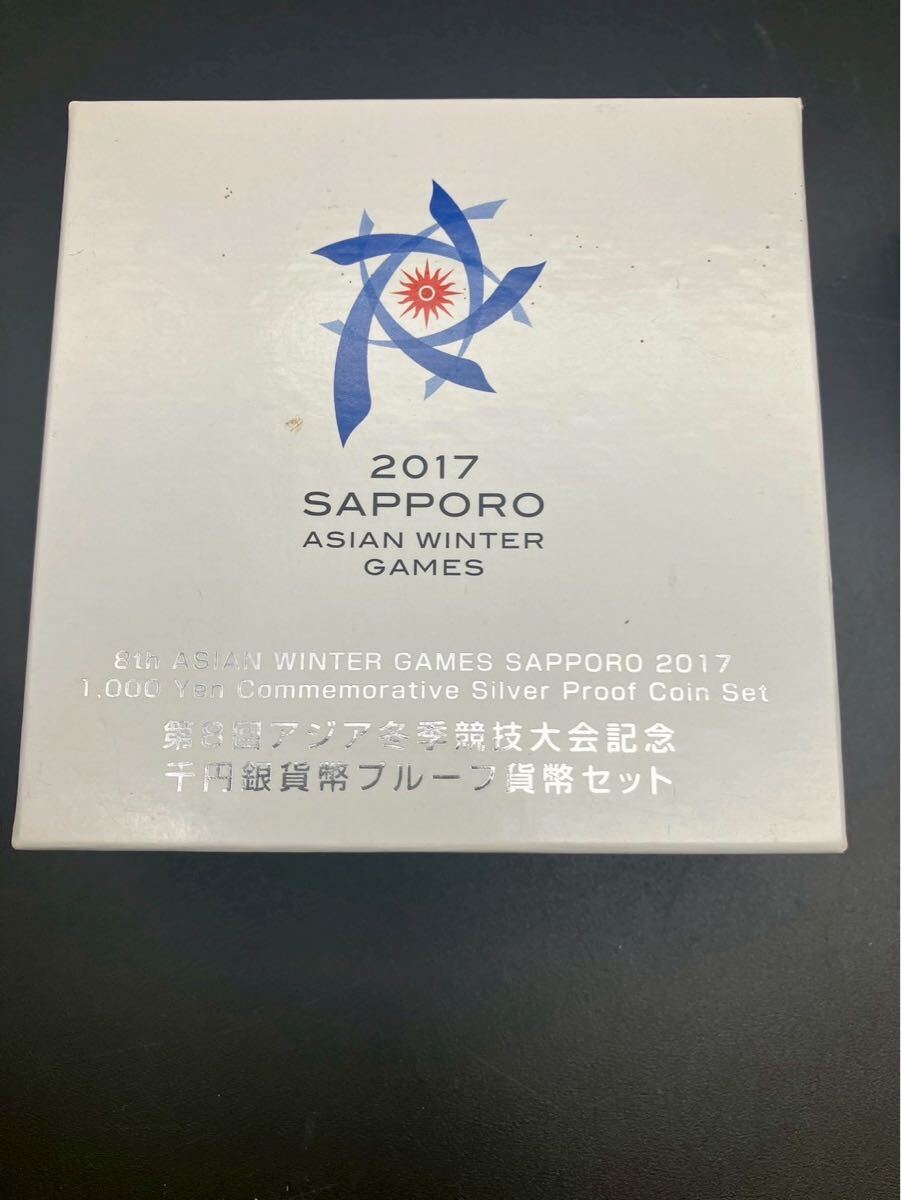 2017
SAPPORO
ASIAN WINTER
GAMES
8th ASIAN WINTER GAMES SAPPORO 2017
1,000 Yen Commemorative Silver Proof Coin Set
第8回アジア冬季競技大会記念
千円銀貨幣プルーフ貨幣セット